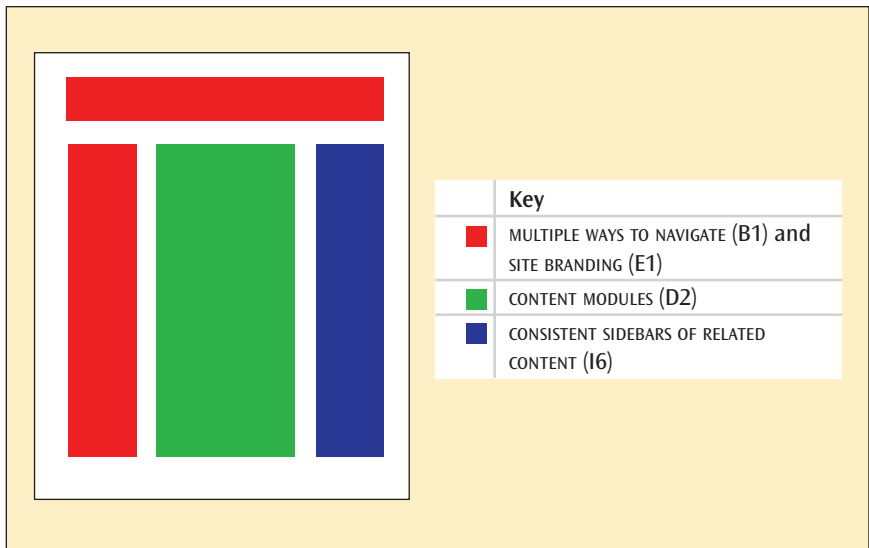 Key
MULTIPLE WAYS TO NAVIGATE (B1) and
SITE BRANDING (E1)
CONTENT MODULES (D2)
CONSISTENT SIDEBARS OF RELATED
CONTENT (I6)